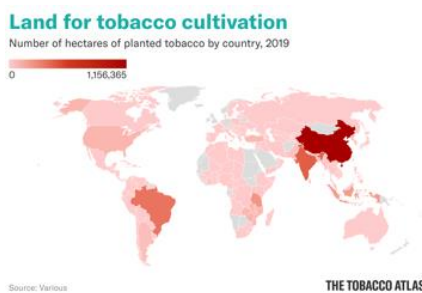 Land for tobacco cultivation
Number of hectares of planted tobacco by country, 2019
0 1,156,365
Source: Various
THE TOBACCO ATLAS